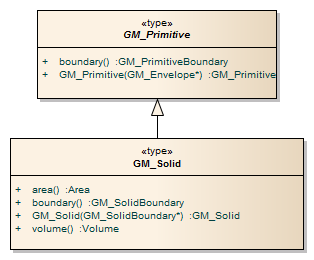 «type»
GM_Primitive
+ boundary() :GM_PrimitiveBoundary
+ GM_Primitive(GM_Envelope*) :GM_Primitive
«type»
GM_Solid
+ area() :Area
+ boundary() :GM_SolidBoundary
+ GM_Solid(GM_SolidBoundary*) :GM_Solid
+ volume() :Volume